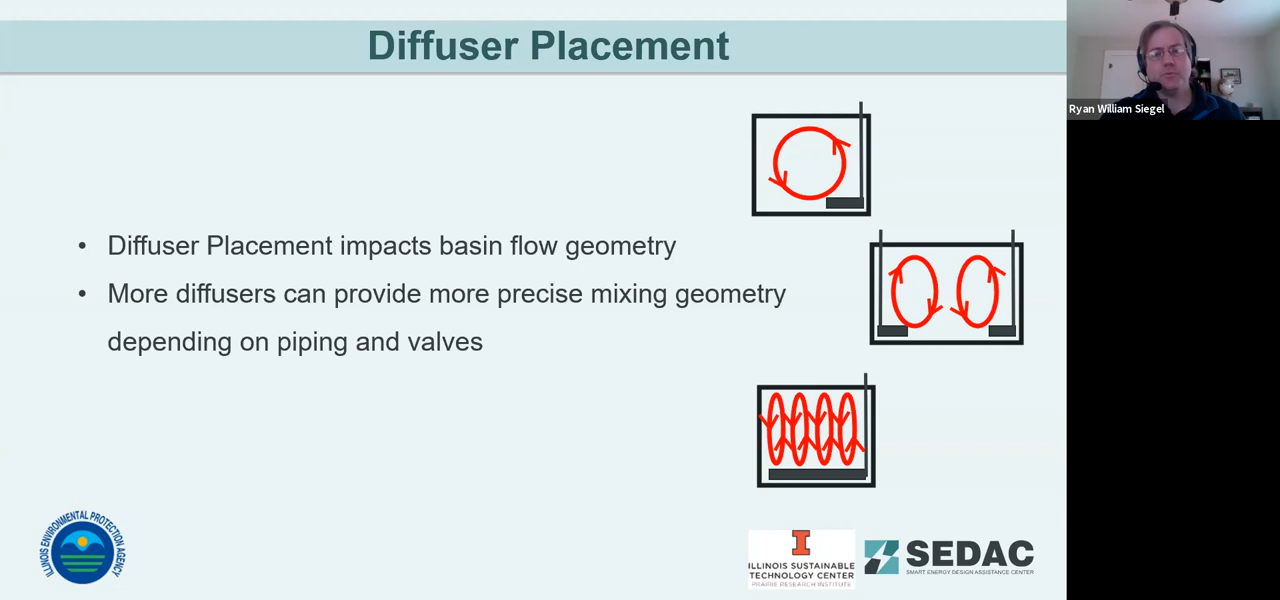 Diffuser Placement
Ryan William Siegel
• Diffuser Placement impacts basin flow geometry
• More diffusers can provide more precise mixing geometry
depending on piping and valves
ILLINOIS ENVIRONMENTAL PROTECTION AGENCY
I
ILLINOIS SUSTAINABLE
TECHNOLOGY CENTER
PRAIRIE RESEARCH INSTITUTE
SEDAC
SMART ENERGY DESIGN ASSISTANCE CENTER